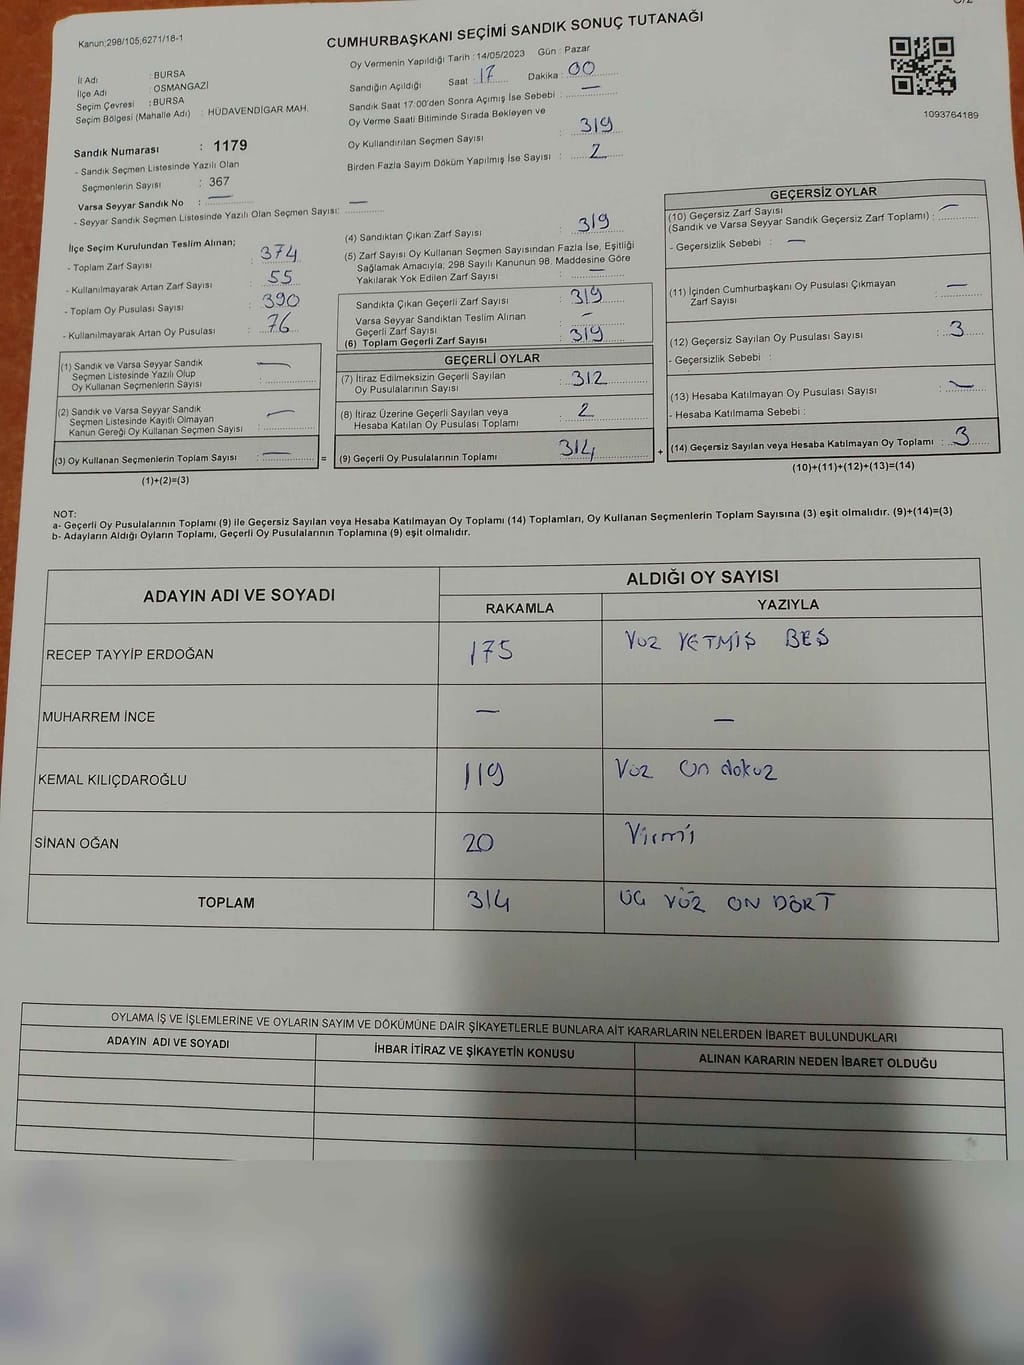 Kanun;298/105;6271/18-1
CUMHURBAŞKANI SEÇİMİ SANDIK SONUÇ TUTANAĞI
Oy Vermenin Yapıldığı Tarih : 14/05/2023 Gün : Pazar
İl Adı : BURSA
İlçe Adı : OSMANGAZİ
Seçim Çevresi : BURSA
Seçim Bölgesi (Mahalle Adı) : HÜDAVENDİGAR MAH.
Sandığın Açıldığı Saat : 17 Dakika : 00
Sandık Saat 17:00'den Sonra Açımış İse Sebebi : —
Oy Verme Saati Bitiminde Sırada Bekleyen ve
Oy Kullandırılan Seçmen Sayısı : 319
Birden Fazla Sayım Döküm Yapılmış İse Sayısı : 2
1093764189
Sandık Numarası : 1179
- Sandık Seçmen Listesinde Yazılı Olan
Seçmenlerin Sayısı : 367
Varsa Seyyar Sandık No : —
- Seyyar Sandık Seçmen Listesinde Yazılı Olan Seçmen Sayısı: —
İlçe Seçim Kurulundan Teslim Alınan;
- Toplam Zarf Sayısı : 374
- Kullanılmayarak Artan Zarf Sayısı : 55
- Toplam Oy Pusulası Sayısı : 390
- Kullanılmayarak Artan Oy Pusulası : 76
(1) Sandık ve Varsa Seyyar Sandık
Seçmen Listesinde Yazılı Olup
Oy Kullanan Seçmenlerin Sayısı : —
(2) Sandık ve Varsa Seyyar Sandık
Seçmen Listesinde Kayıtlı Olmayan
Kanun Gereği Oy Kullanan Seçmen Sayısı : —
(3) Oy Kullanan Seçmenlerin Toplam Sayısı : — =
(1)+(2)=(3)
(4) Sandıktan Çıkan Zarf Sayısı : 319
(5) Zarf Sayısı Oy Kullanan Seçmen Sayısından Fazla İse, Eşitliği
Sağlamak Amacıyla; 298 Sayılı Kanunun 98. Maddesine Göre
Yakılarak Yok Edilen Zarf Sayısı : —
Sandıkta Çıkan Geçerli Zarf Sayısı : 319
Varsa Seyyar Sandıktan Teslim Alınan
Geçerli Zarf Sayısı : —
(6) Toplam Geçerli Zarf Sayısı : 319
GEÇERLİ OYLAR
(7) İtiraz Edilmeksizin Geçerli Sayılan
Oy Pusulalarının Sayısı : 312
(8) İtiraz Üzerine Geçerli Sayılan veya
Hesaba Katılan Oy Pusulası Toplamı : 2
(9) Geçerli Oy Pusulalarının Toplamı : 314 +
GEÇERSİZ OYLAR
(10) Geçersiz Zarf Sayısı
(Sandık ve Varsa Seyyar Sandık Geçersiz Zarf Toplamı) : —
- Geçersizlik Sebebi : —
(11) İçinden Cumhurbaşkanı Oy Pusulası Çıkmayan
Zarf Sayısı : —
(12) Geçersiz Sayılan Oy Pusulası Sayısı : 3
- Geçersizlik Sebebi :
(13) Hesaba Katılmayan Oy Pusulası Sayısı : —
- Hesaba Katılmama Sebebi :
(14) Geçersiz Sayılan veya Hesaba Katılmayan Oy Toplamı : 3
(10)+(11)+(12)+(13)=(14)
NOT:
a- Geçerli Oy Pusulalarının Toplamı (9) ile Geçersiz Sayılan veya Hesaba Katılmayan Oy Toplamı (14) Toplamları, Oy Kullanan Seçmenlerin Toplam Sayısına (3) eşit olmalıdır. (9)+(14)=(3)
b- Adayların Aldığı Oyların Toplamı, Geçerli Oy Pusulalarının Toplamına (9) eşit olmalıdır.
ADAYIN ADI VE SOYADI ALDIĞI OY SAYISI
RAKAMLA YAZIYLA
RECEP TAYYİP ERDOĞAN 175 YÜZ YETMİŞ BEŞ
MUHARREM İNCE — —
KEMAL KILIÇDAROĞLU 119 Yüz On dokuz
SİNAN OĞAN 20 Yirmi
TOPLAM 314 ÜÇ YÜZ ON DÖRT
OYLAMA İŞ VE İŞLEMLERİNE VE OYLARIN SAYIM VE DÖKÜMÜNE DAİR ŞİKAYETLERLE BUNLARA AİT KARARLARIN NELERDEN İBARET BULUNDUKLARI
ADAYIN ADI VE SOYADI İHBAR İTİRAZ VE ŞİKAYETİN KONUSU ALINAN KARARIN NEDEN İBARET OLDUĞU